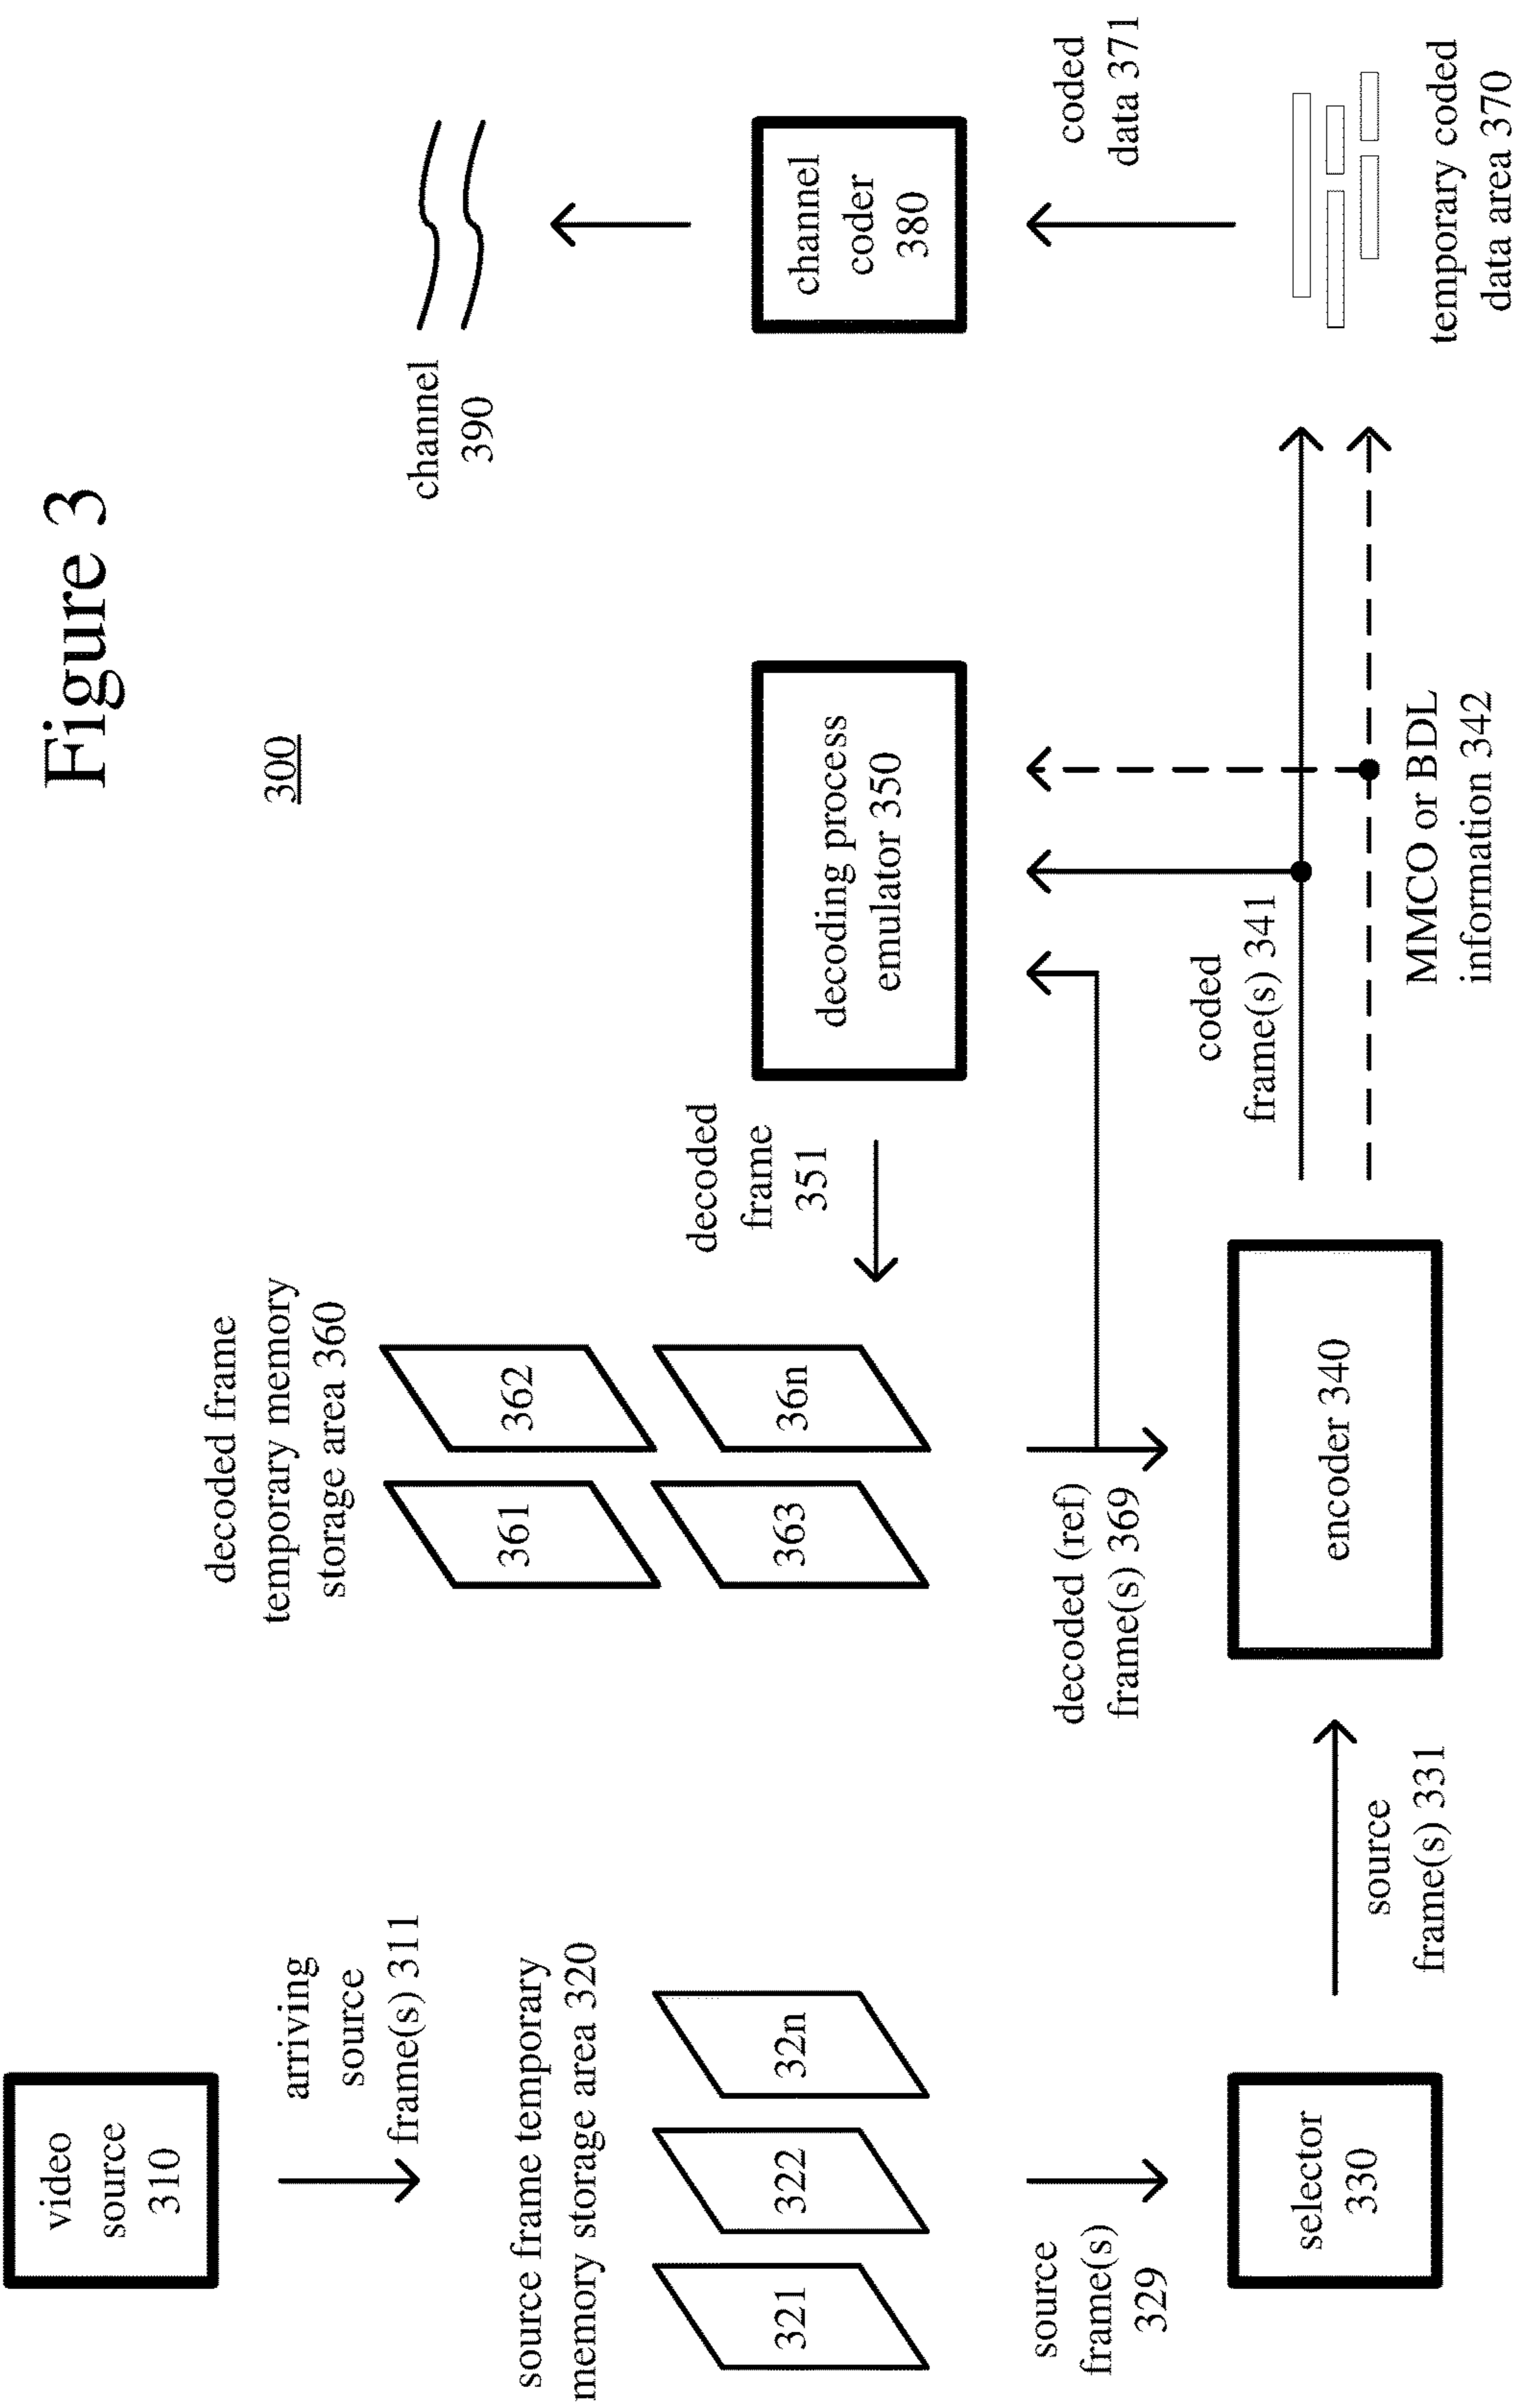 Figure 3
300
video
source
310
arriving
source
frame(s) 311
source frame temporary
memory storage area 320
321
322
32n
source
frame(s)
329
selector
330
source
frame(s) 331
decoded frame
temporary memory
storage area 360
361
362
363
36n
decoded (ref)
frame(s) 369
encoder 340
decoded
frame
351
decoding process
emulator 350
coded
frame(s) 341
MMCO or BDL
information 342
channel
390
channel
coder
380
coded
data 371
temporary coded
data area 370